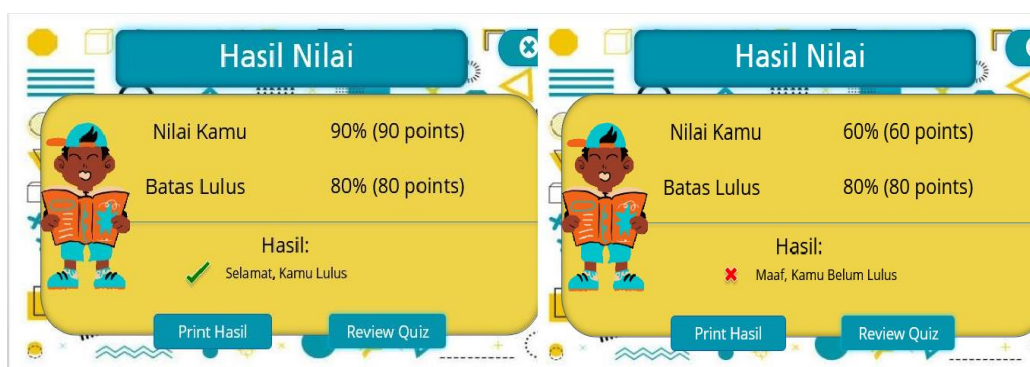 Hasil Nilai
Nilai Kamu 90% (90 points)
Batas Lulus 80% (80 points)
Hasil:
Selamat, Kamu Lulus
Print Hasil Review Quiz
Hasil Nilai
Nilai Kamu 60% (60 points)
Batas Lulus 80% (80 points)
Hasil:
Maaf, Kamu Belum Lulus
Print Hasil Review Quiz